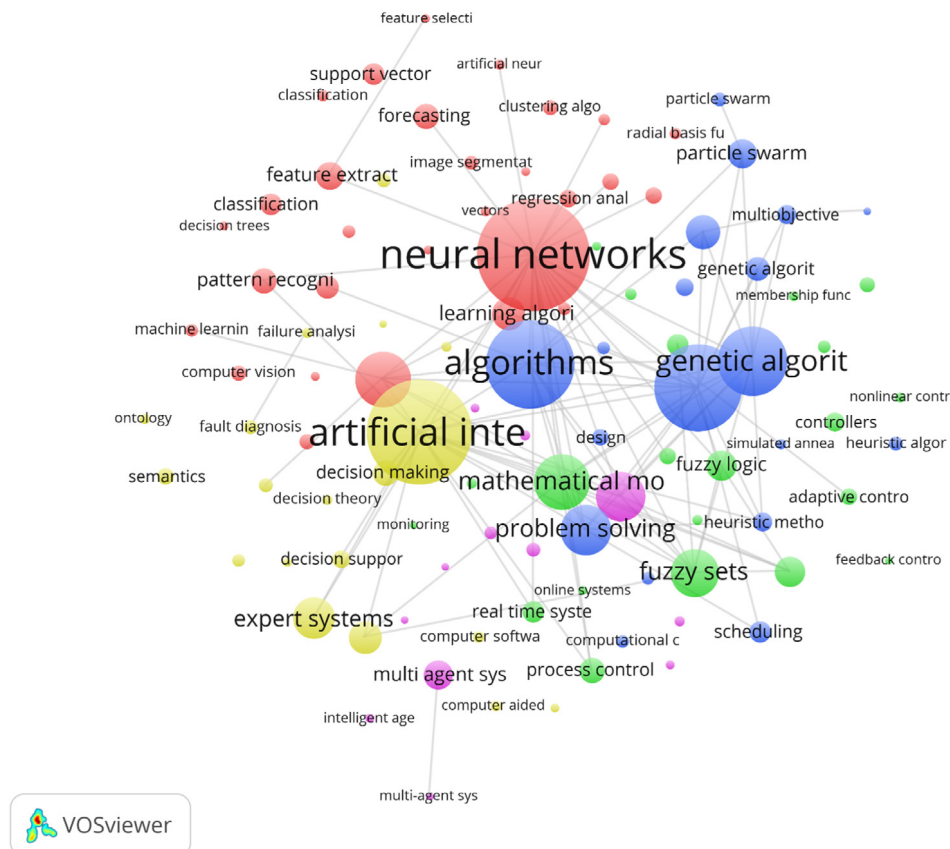 feature selecti
artificial neur
support vector
classification
particle swarm
clustering algo
forecasting
radial basis fu
particle swarm
image segmentat
feature extract
regression anal
classification
vectors
multiobjective
decision trees
neural networks
genetic algorit
pattern recogni
membership func
learning algori
machine learnin
failure analysi
algorithms
genetic algorit
computer vision
nonlinear contr
ontology
controllers
fault diagnosis
artificial inte
design
simulated annea
heuristic algor
fuzzy logic
decision making
semantics
mathematical mo
decision theory
adaptive contro
monitoring
problem solving
heuristic metho
decision suppor
feedback contro
fuzzy sets
online systems
real time syste
expert systems
computer softwa
computational c
scheduling
process control
multi agent sys
computer aided
intelligent age
multi-agent sys
VOSviewer